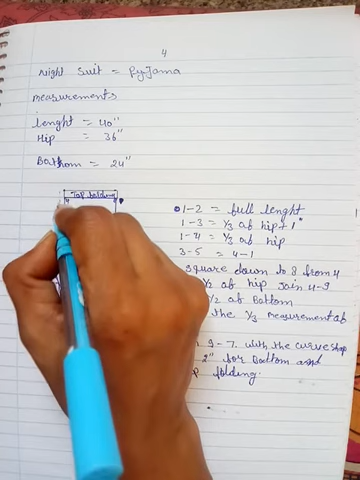 4
Night Suit = PyJama
measurements
lenght = 40"
Hip = 36"
Bottom = 24"
Top folding
1-2 = full lenght
1-3 = 1/3 of hip + 1"
1-4 = 1/3 of hip
3-5 = 4-1
square down to 8 from 4
1/2 of hip Join 4-9
1/2 of Bottom
the 1/3 measurement of
9-7. with the curve shap
2" for Bottom and
folding.